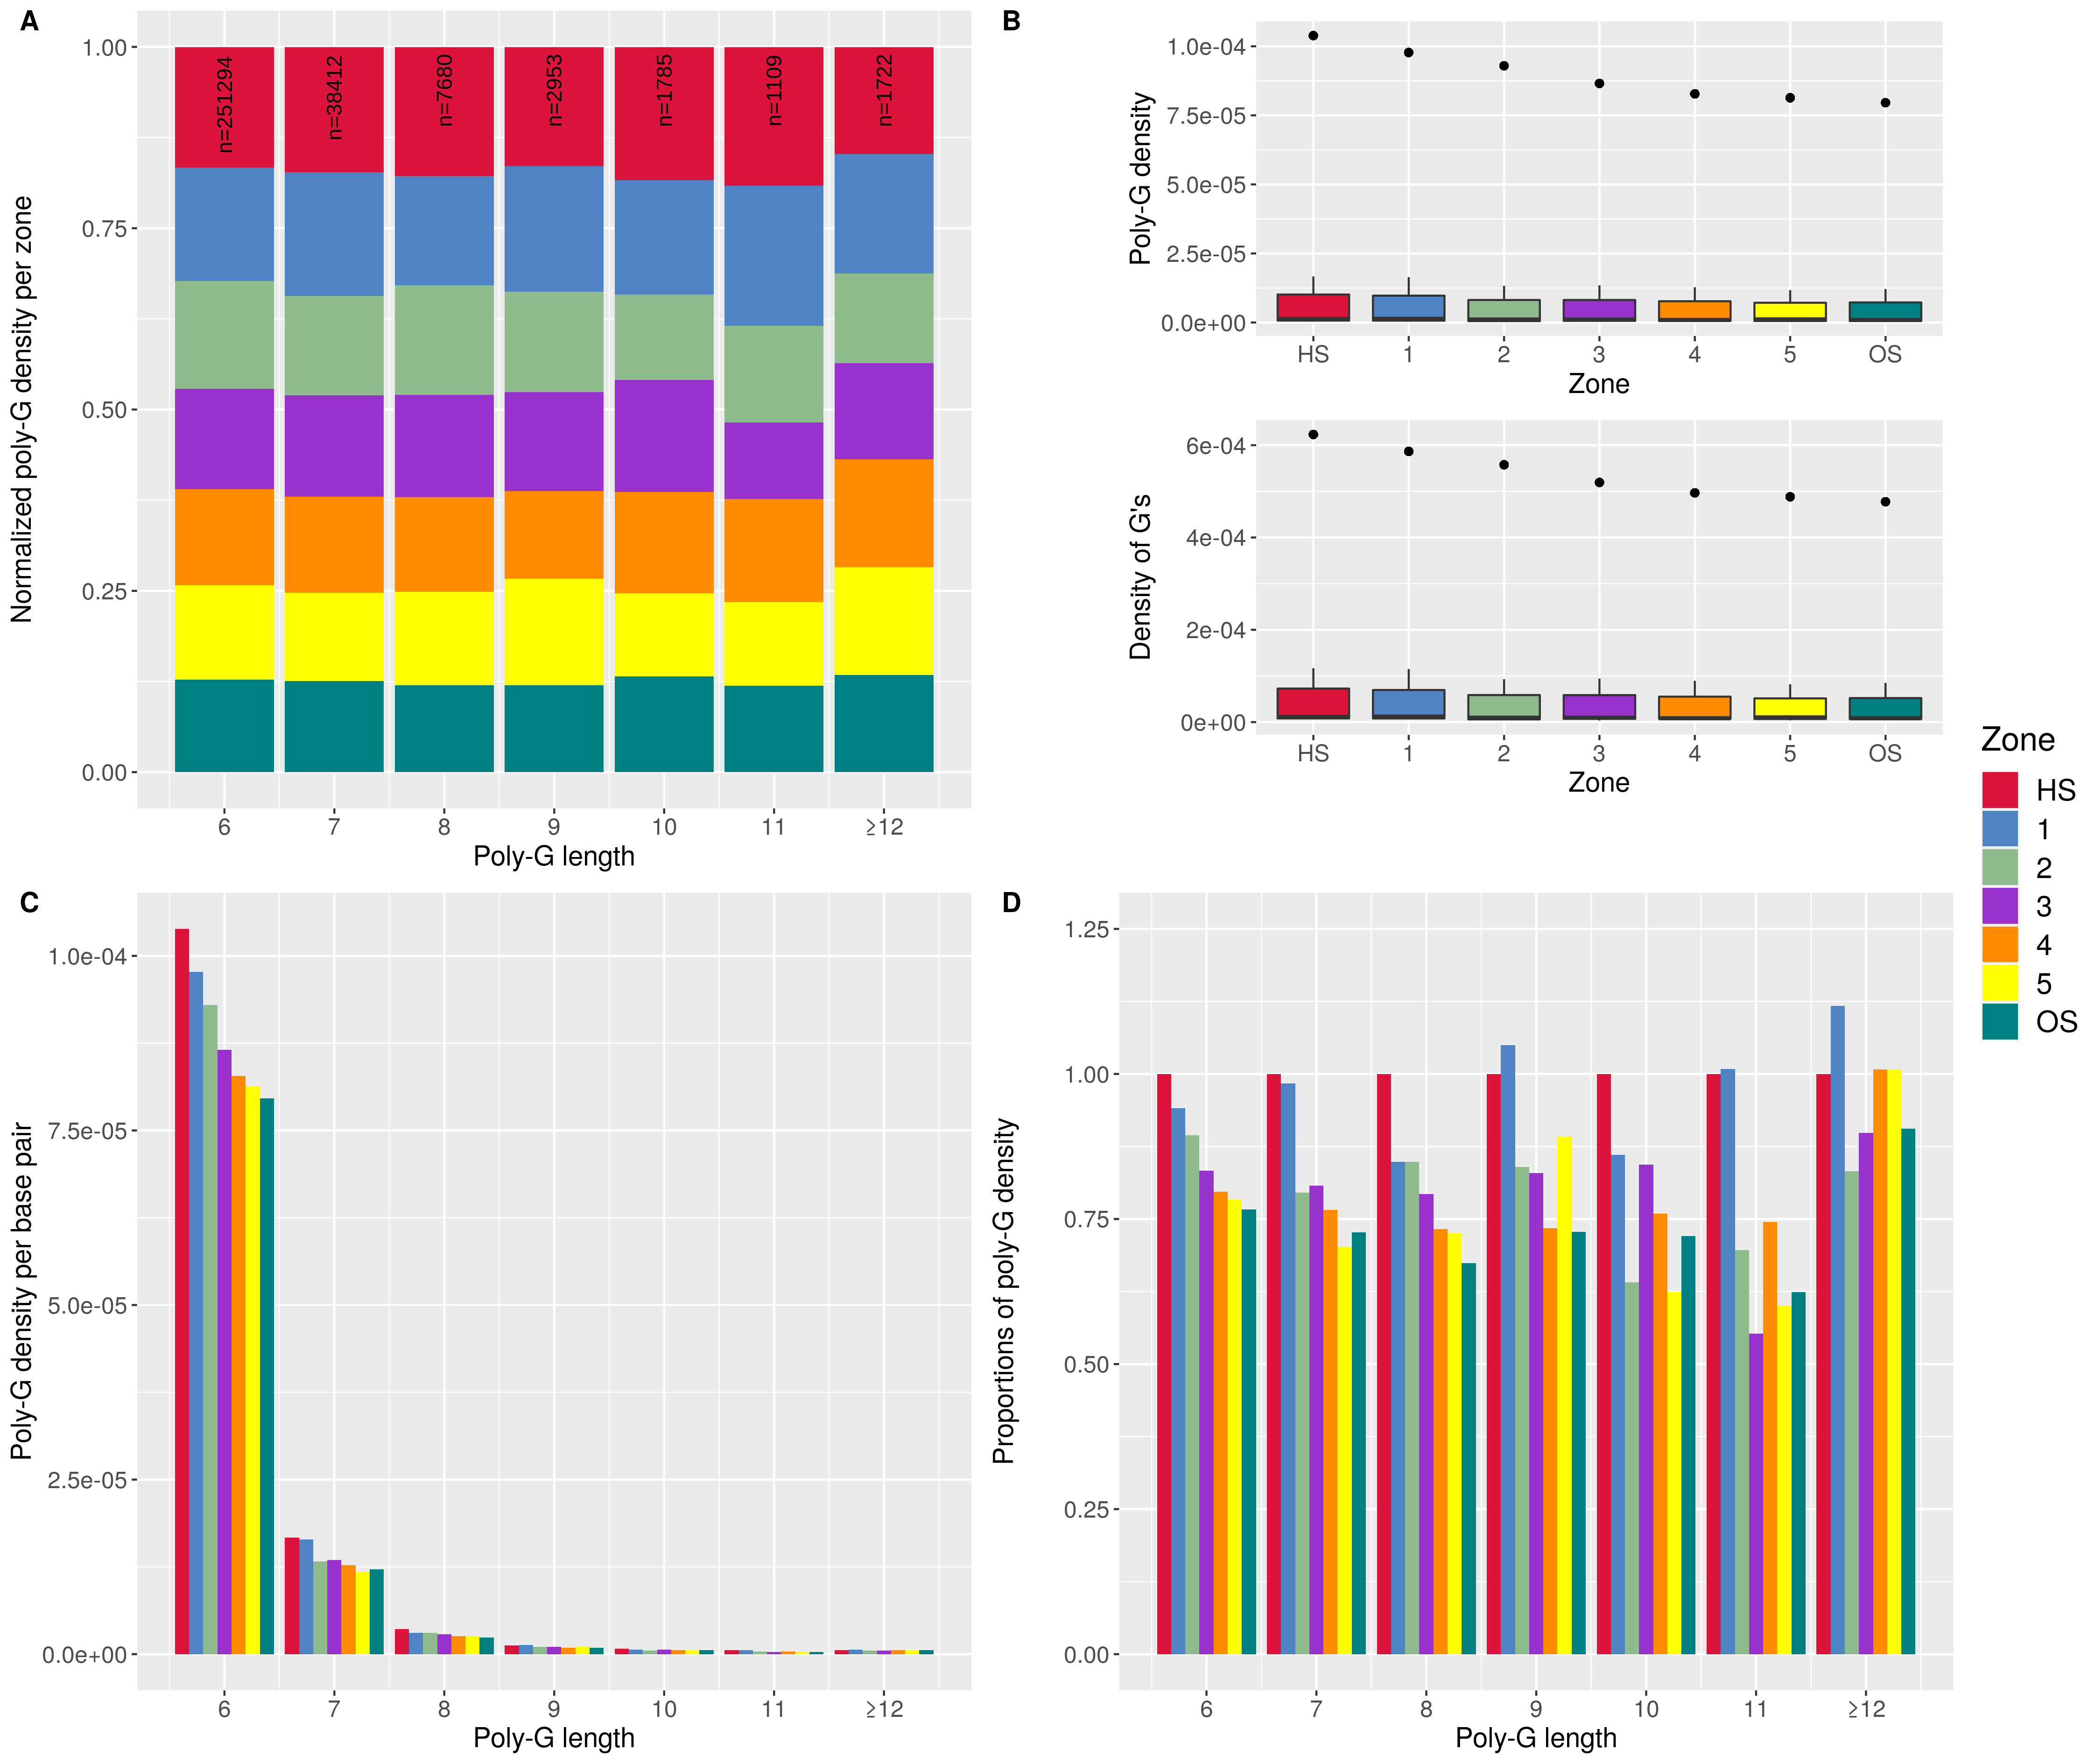 A
Normalized poly-G density per zone
1.00
0.75
0.50
0.25
0.00
n=251294
n=38412
n=7680
n=2953
n=1785
n=1109
n=1722
6 7 8 9 10 11 ≥12
Poly-G length
B
Poly-G density
1.0e-04
7.5e-05
5.0e-05
2.5e-05
0.0e+00
HS 1 2 3 4 5 OS
Zone
Density of G's
6e-04
4e-04
2e-04
0e+00
HS 1 2 3 4 5 OS
Zone
Zone
HS
1
2
3
4
5
OS
C
Poly-G density per base pair
1.0e-04
7.5e-05
5.0e-05
2.5e-05
0.0e+00
6 7 8 9 10 11 ≥12
Poly-G length
D
Proportions of poly-G density
1.25
1.00
0.75
0.50
0.25
0.00
6 7 8 9 10 11 ≥12
Poly-G length